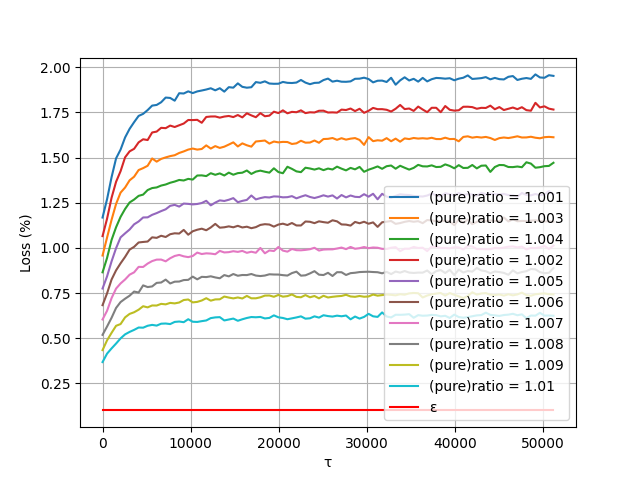 2.00
1.75
1.50
1.25
1.00
0.75
0.50
0.25
Loss (%)
(pure)ratio = 1.001
(pure)ratio = 1.003
(pure)ratio = 1.004
(pure)ratio = 1.002
(pure)ratio = 1.005
(pure)ratio = 1.006
(pure)ratio = 1.007
(pure)ratio = 1.008
(pure)ratio = 1.009
(pure)ratio = 1.01
ε
0 10000 20000 30000 40000 50000
τ